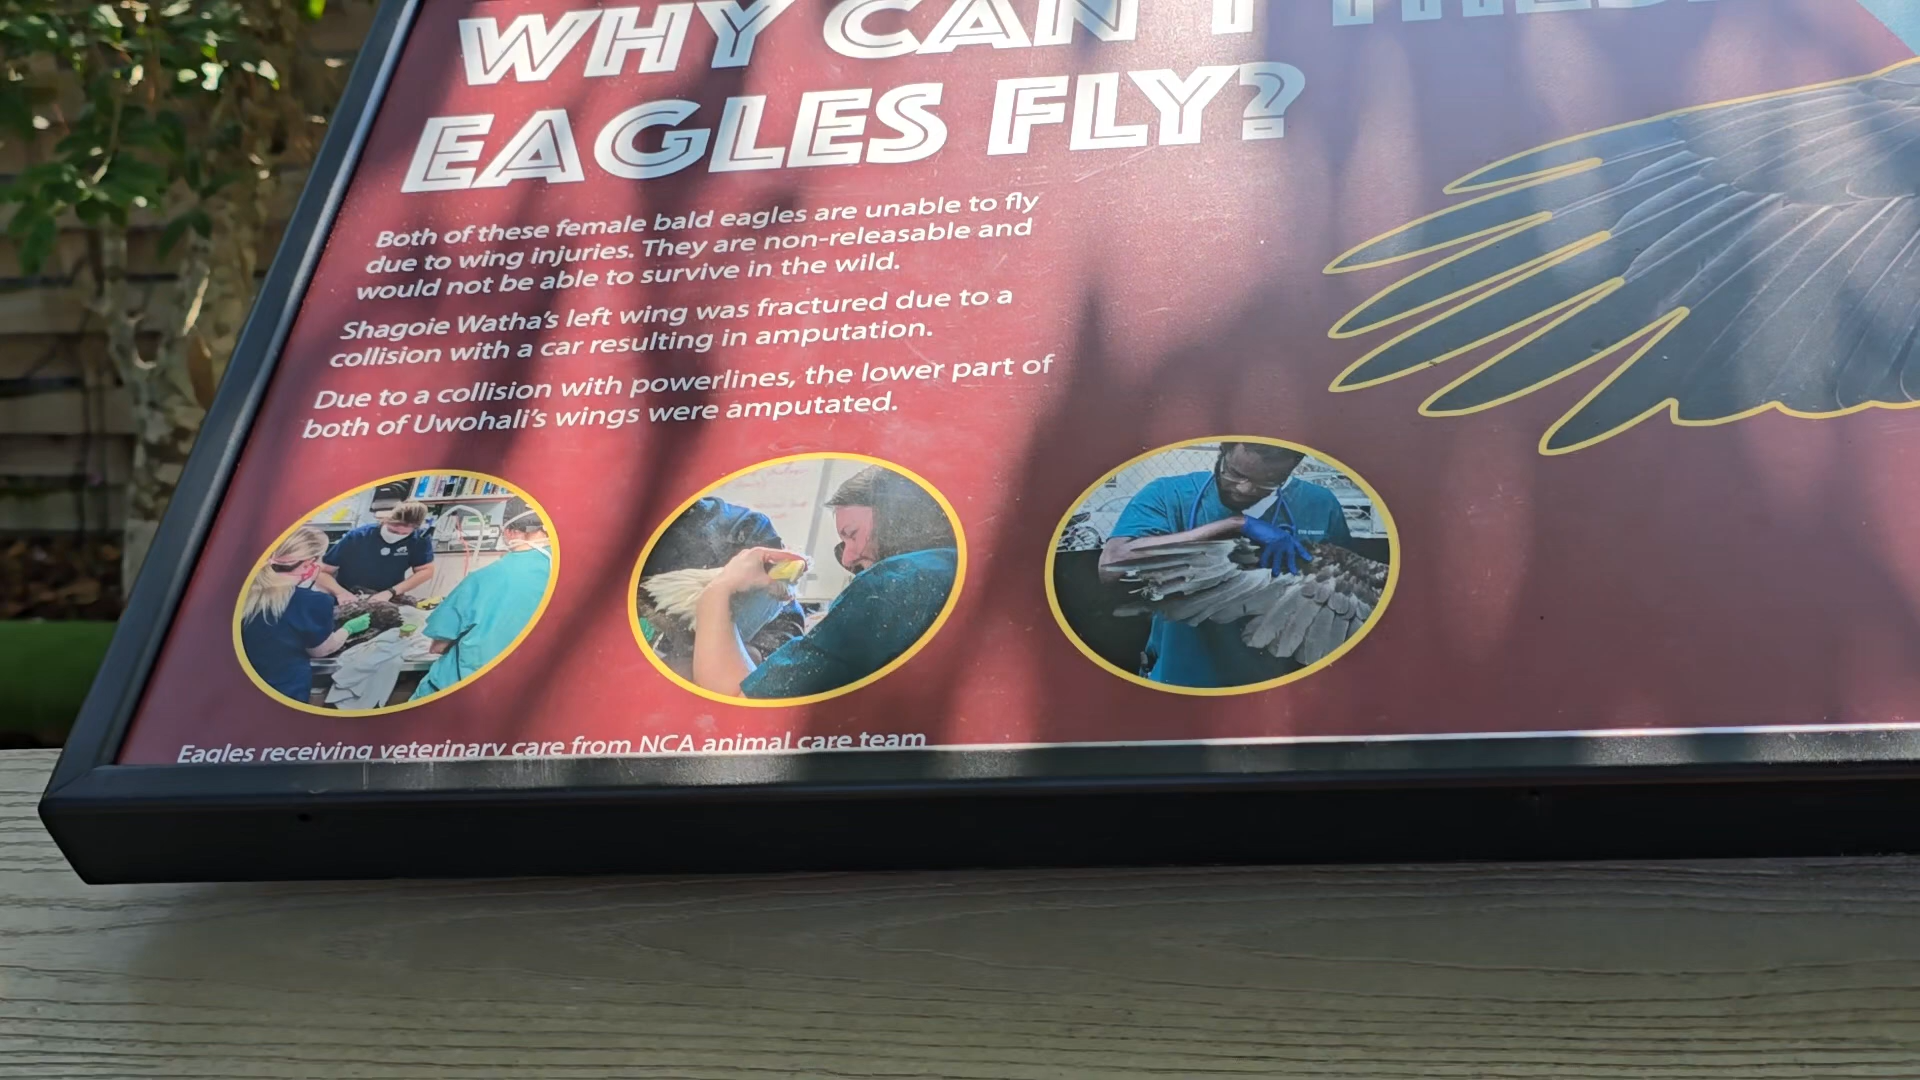 WHY CAN'T THESE
EAGLES FLY?
Both of these female bald eagles are unable to fly
due to wing injuries. They are non-releasable and
would not be able to survive in the wild.
Shagoie Watha's left wing was fractured due to a
collision with a car resulting in amputation.
Due to a collision with powerlines, the lower part of
both of Uwohali's wings were amputated.
Eagles receiving veterinary care from NCA animal care team